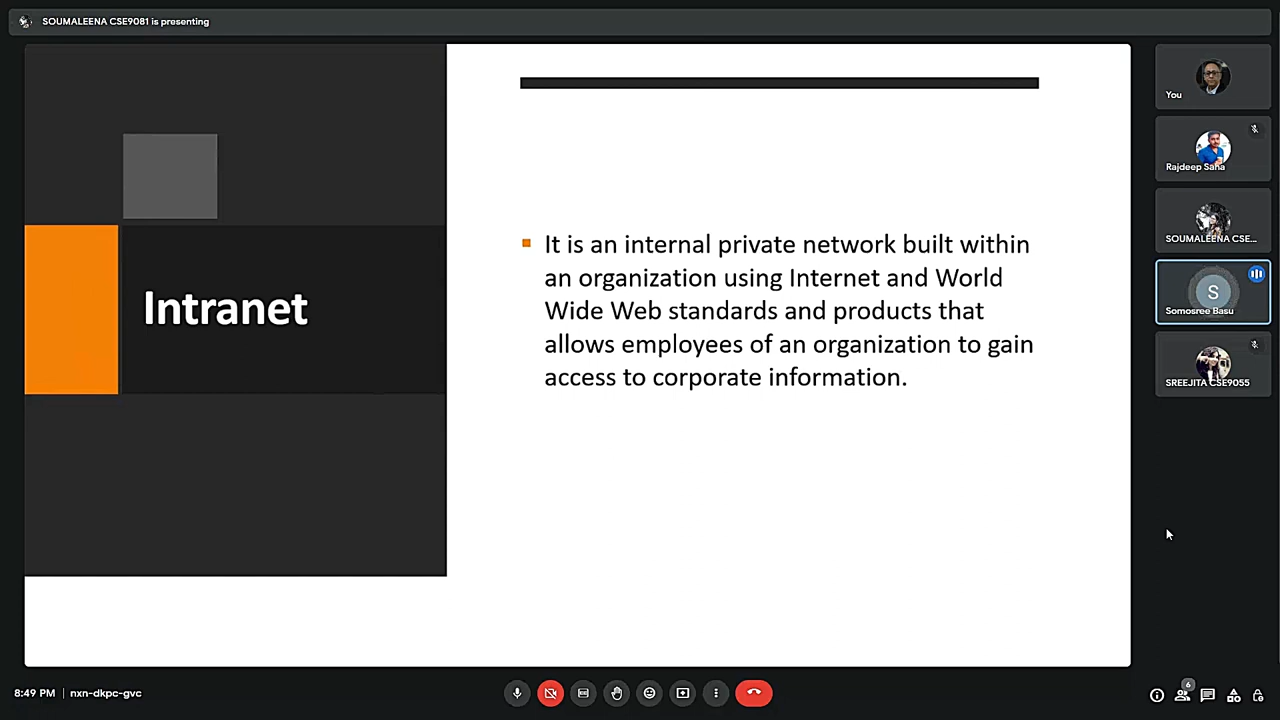 SOUMALEENA CSE9081 is presenting
Intranet
It is an internal private network built within
an organization using Internet and World
Wide Web standards and products that
allows employees of an organization to gain
access to corporate information.
You
Rajdeep Saha
SOUMALEENA CSE...
S
Somosree Basu
SREEJITA CSE9055
8:49 PM | nxn-dkpc-gvc
6